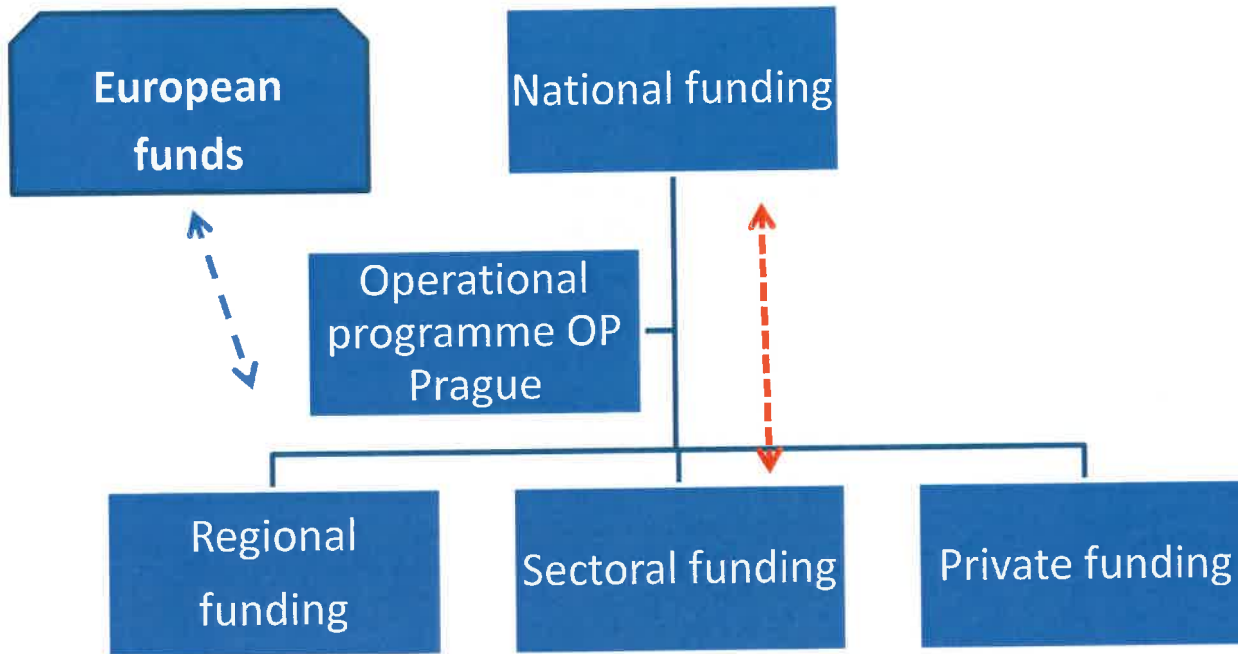 European
funds
National funding
Operational
programme OP
Prague
Regional
funding
Sectoral funding
Private funding